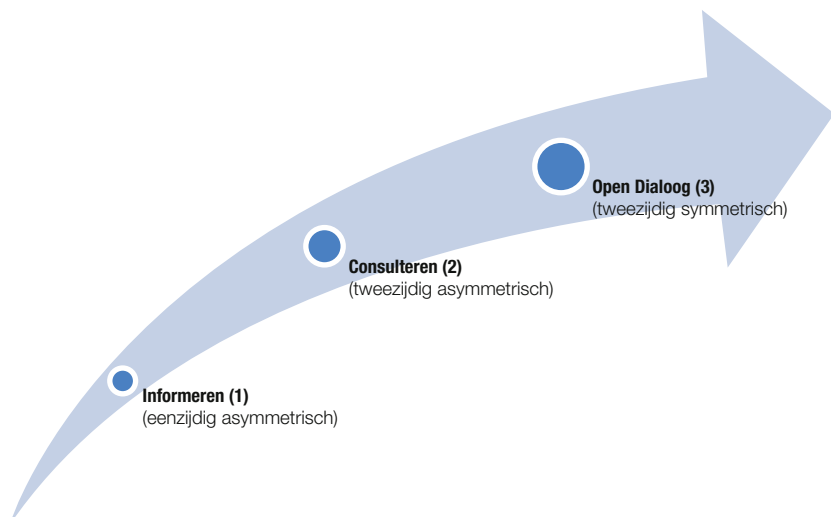 Open Dialoog (3)
(tweezijdig symmetrisch)
Consulteren (2)
(tweezijdig asymmetrisch)
Informeren (1)
(eenzijdig asymmetrisch)